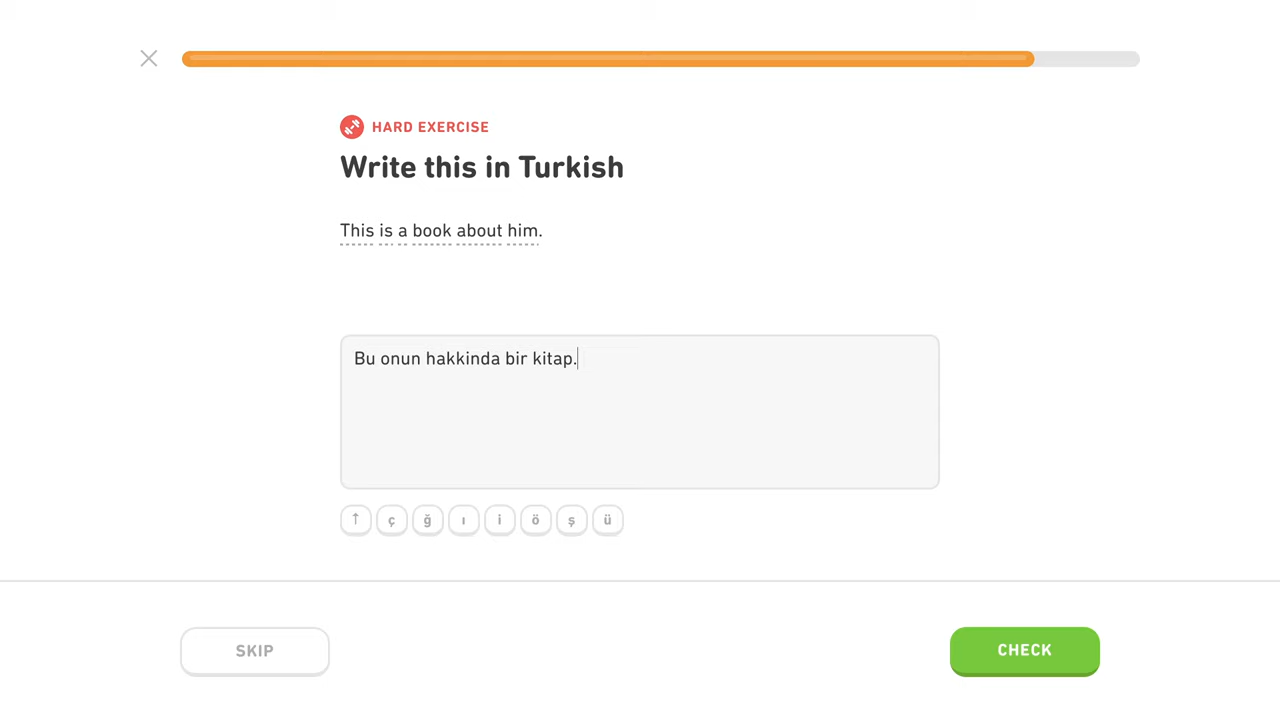 HARD EXERCISE
Write this in Turkish
This is a book about him.
Bu onun hakkinda bir kitap.
↑ ç ğ ı i ö ş ü
SKIP
CHECK